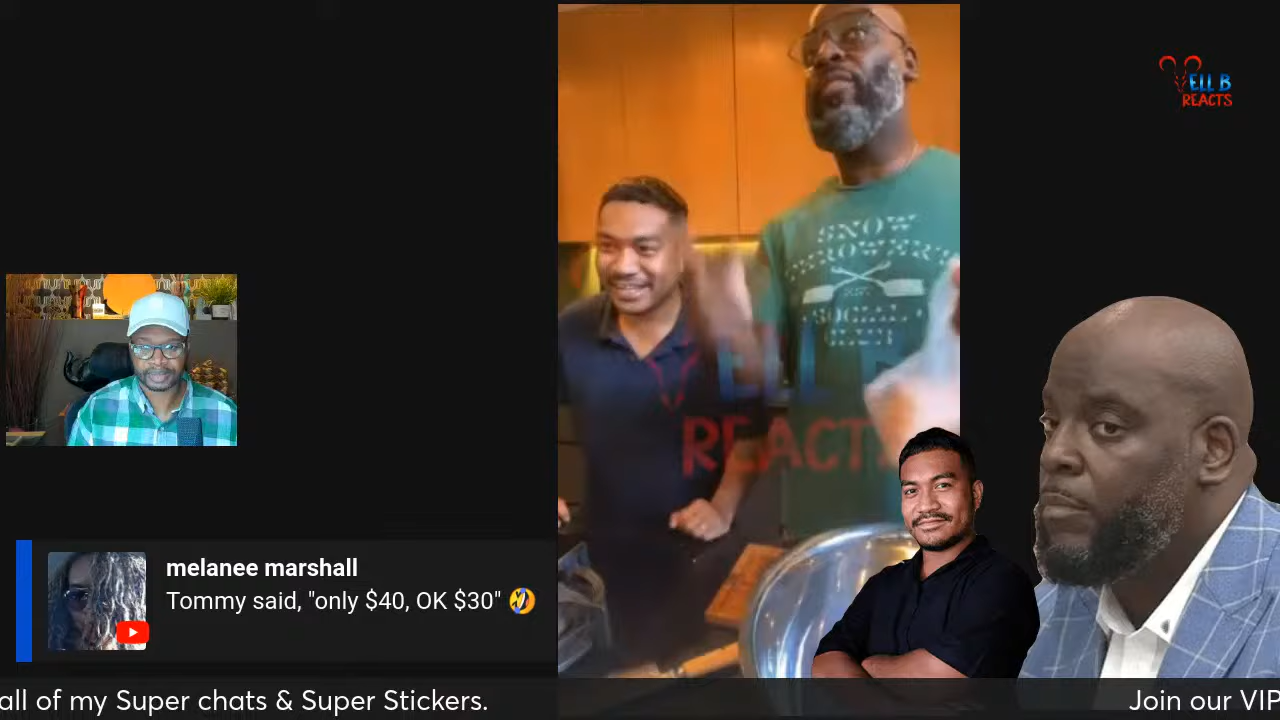 ELL B
REACTS
SNOW
SOCIAL
ELL B
REACTS
melanee marshall
Tommy said, "only $40, OK $30" 🤣
all of my Super chats & Super Stickers.
Join our VIP